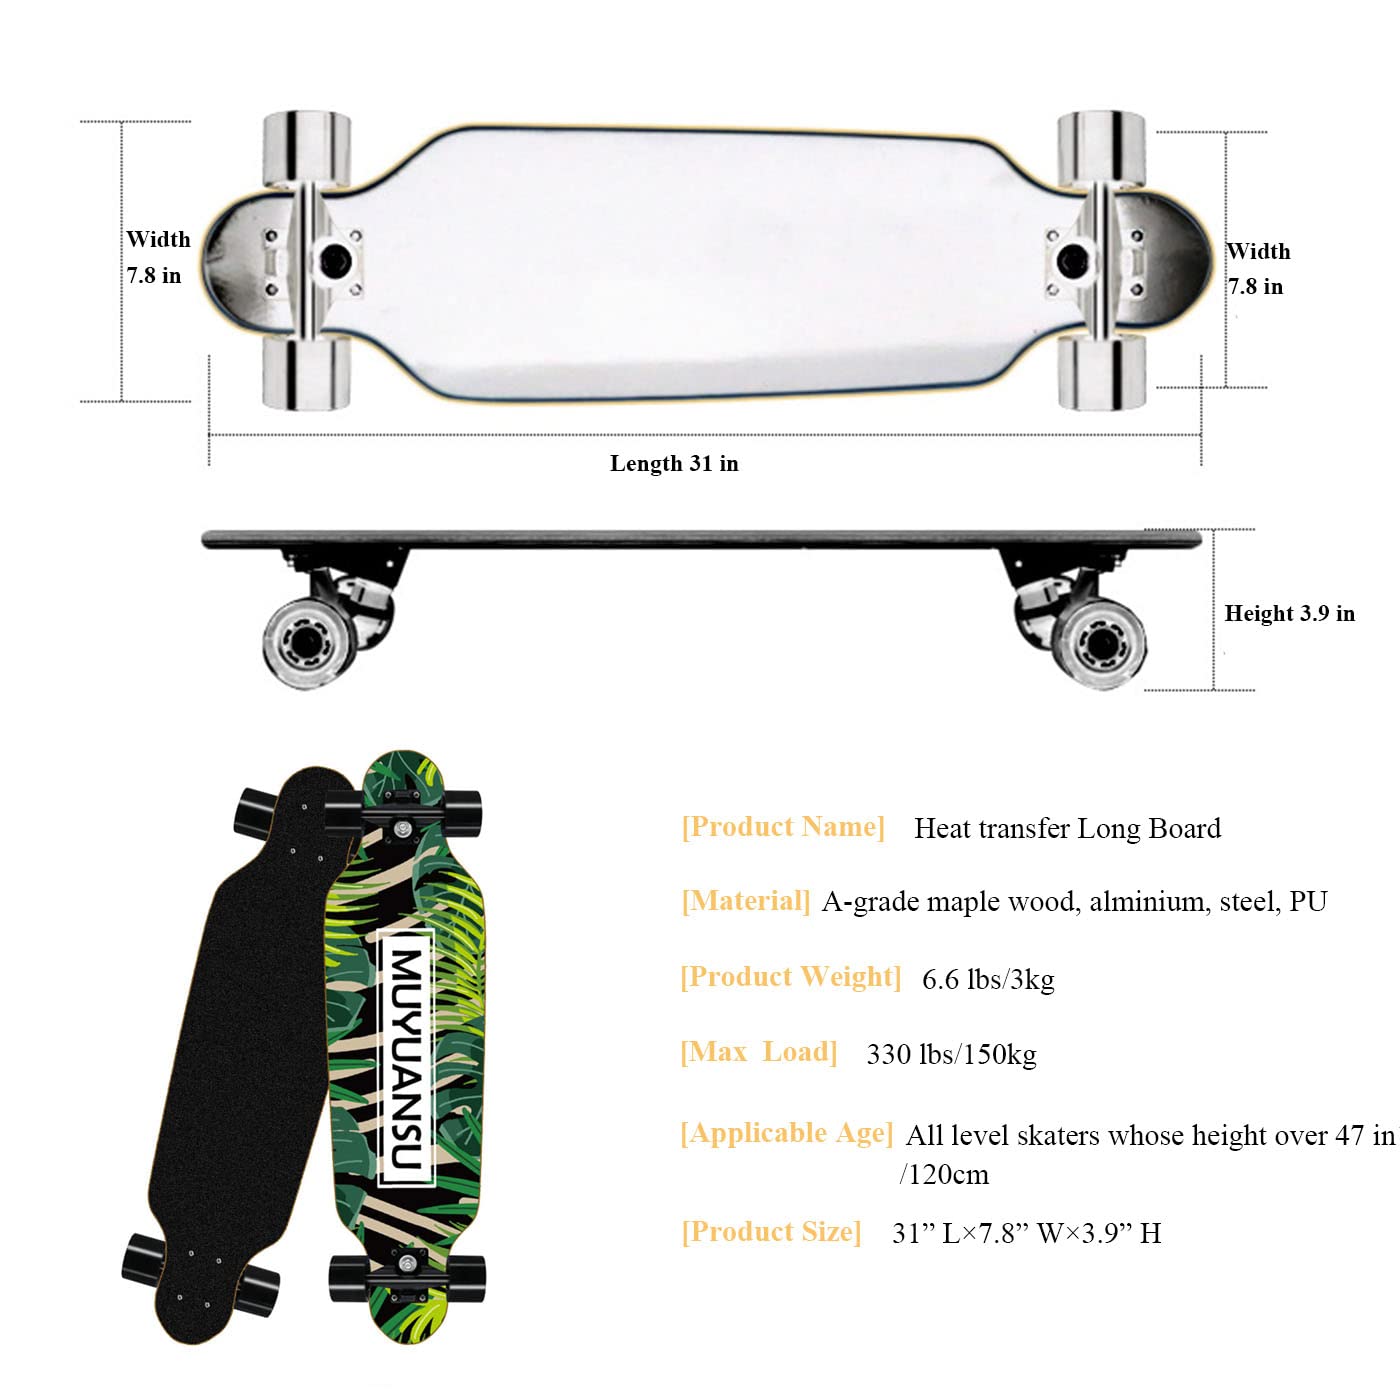 Width
7.8 in
Width
7.8 in
Length 31 in
Height 3.9 in
MUYUANSU
[Product Name] Heat transfer Long Board
[Material] A-grade maple wood, alminium, steel, PU
[Product Weight] 6.6 lbs/3kg
[Max Load] 330 lbs/150kg
[Applicable Age] All level skaters whose height over 47 in
/120cm
[Product Size] 31” L×7.8” W×3.9” H